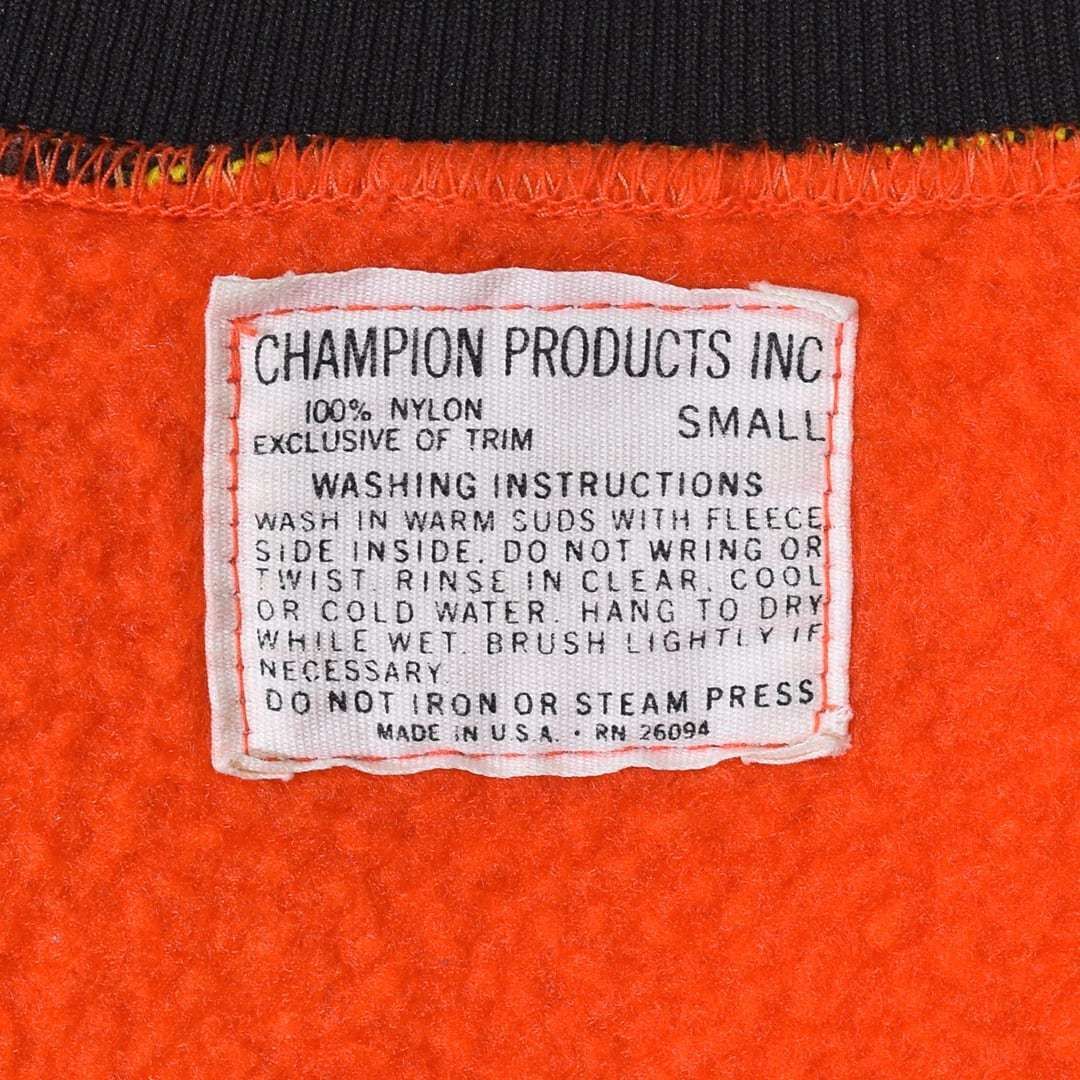 CHAMPION PRODUCTS INC
100% NYLON
EXCLUSIVE OF TRIM
SMALL
WASHING INSTRUCTIONS
WASH IN WARM SUDS WITH FLEECE
SIDE INSIDE. DO NOT WRING OR
TWIST. RINSE IN CLEAR, COOL
OR COLD WATER. HANG TO DRY
WHILE WET. BRUSH LIGHTLY IF
NECESSARY
DO NOT IRON OR STEAM PRESS
MADE IN U.S.A. · RN 26094